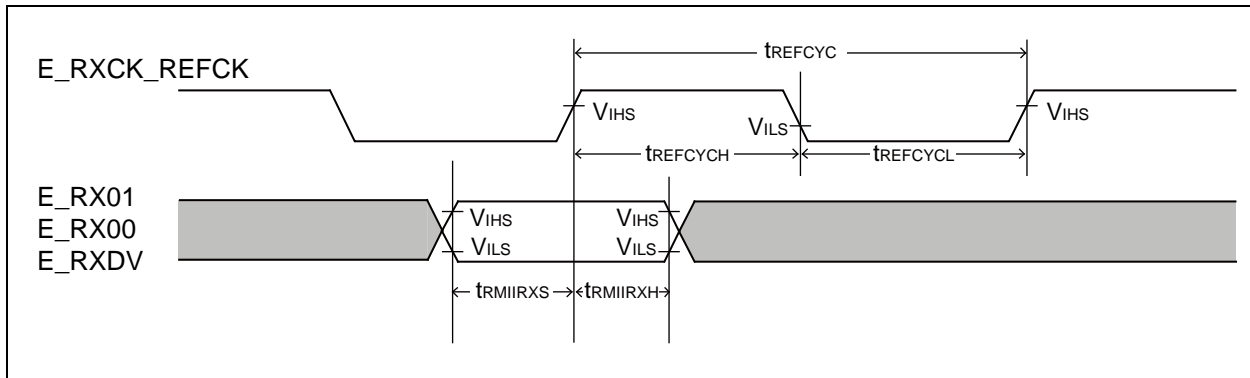 tREFCYC
E_RXCK_REFCK
VIHS
VILS
VIHS
tREFCYCH
tREFCYCL
E_RX01
E_RX00
E_RXDV
VIHS
VIHS
VILS
VILS
tRMIIRXS
tRMIIRXH